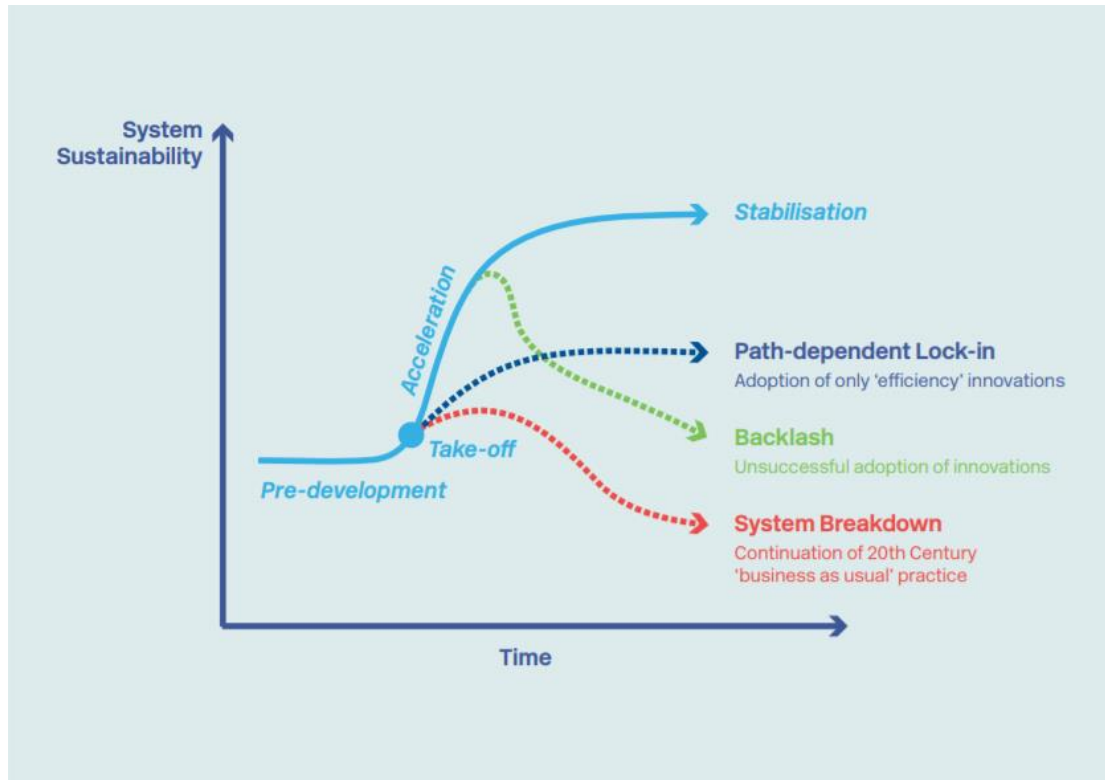 System
Sustainability
Stabilisation
Acceleration
Path-dependent Lock-in
Adoption of only 'efficiency' innovations
Take-off
Backlash
Unsuccessful adoption of innovations
Pre-development
System Breakdown
Continuation of 20th Century
'business as usual' practice
Time